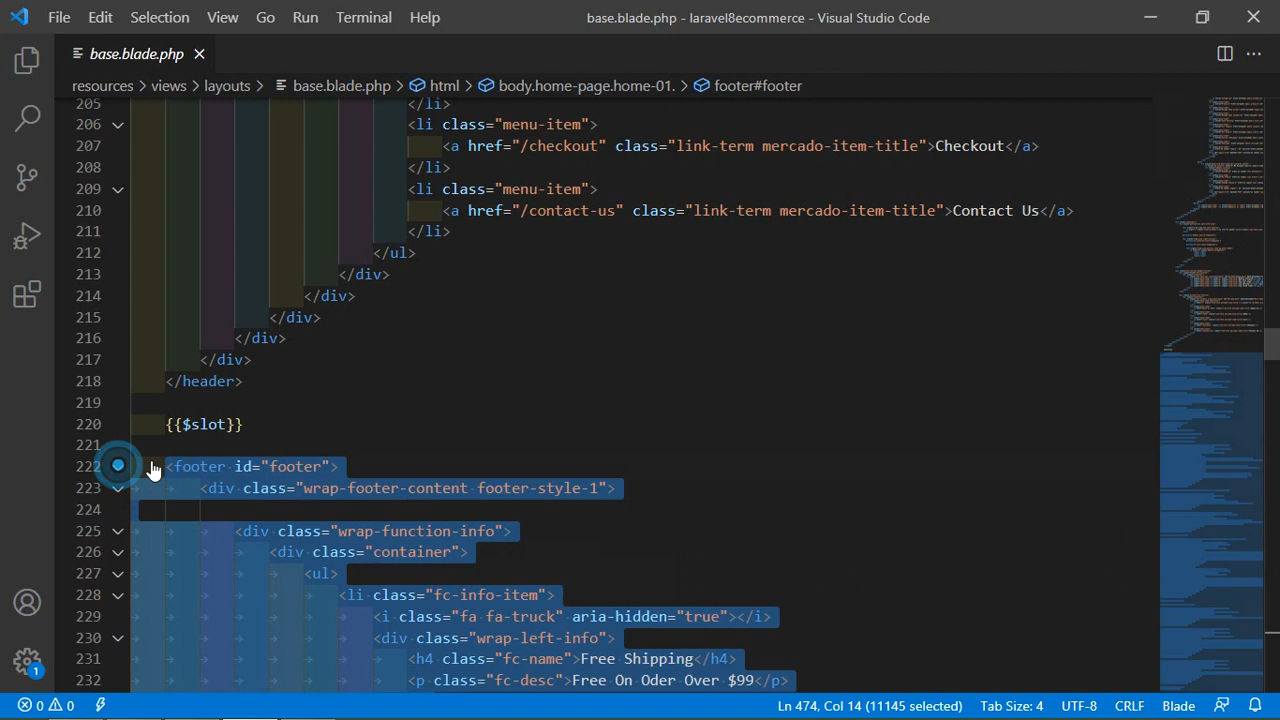 File Edit Selection View Go Run Terminal Help base.blade.php - laravel8ecommerce - Visual Studio Code
base.blade.php
resources > views > layouts > base.blade.php > html > body.home-page.home-01. > footer#footer
205 </li>
206 <li class="menu-item">
207 <a href="/checkout" class="link-term mercado-item-title">Checkout</a>
208 </li>
209 <li class="menu-item">
210 <a href="/contact-us" class="link-term mercado-item-title">Contact Us</a>
211 </li>
212 </ul>
213 </div>
214 </div>
215 </div>
216 </div>
217 </div>
218 </header>
219
220 {{$slot}}
221
222 <footer id="footer">
223 <div class="wrap-footer-content footer-style-1">
224
225 <div class="wrap-function-info">
226 <div class="container">
227 <ul>
228 <li class="fc-info-item">
229 <i class="fa fa-truck" aria-hidden="true"></i>
230 <div class="wrap-left-info">
231 <h4 class="fc-name">Free Shipping</h4>
232 <p class="fc-desc">Free On Oder Over $99</p>
1
0 0 Ln 474, Col 14 (11145 selected) Tab Size: 4 UTF-8 CRLF Blade